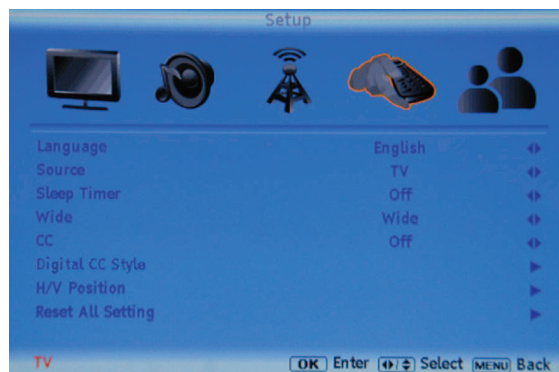 Setup
Language English
Source TV
Sleep Timer Off
Wide Wide
CC Off
Digital CC Style
H/V Position
Reset All Setting
TV OK Enter / Select MENU Back